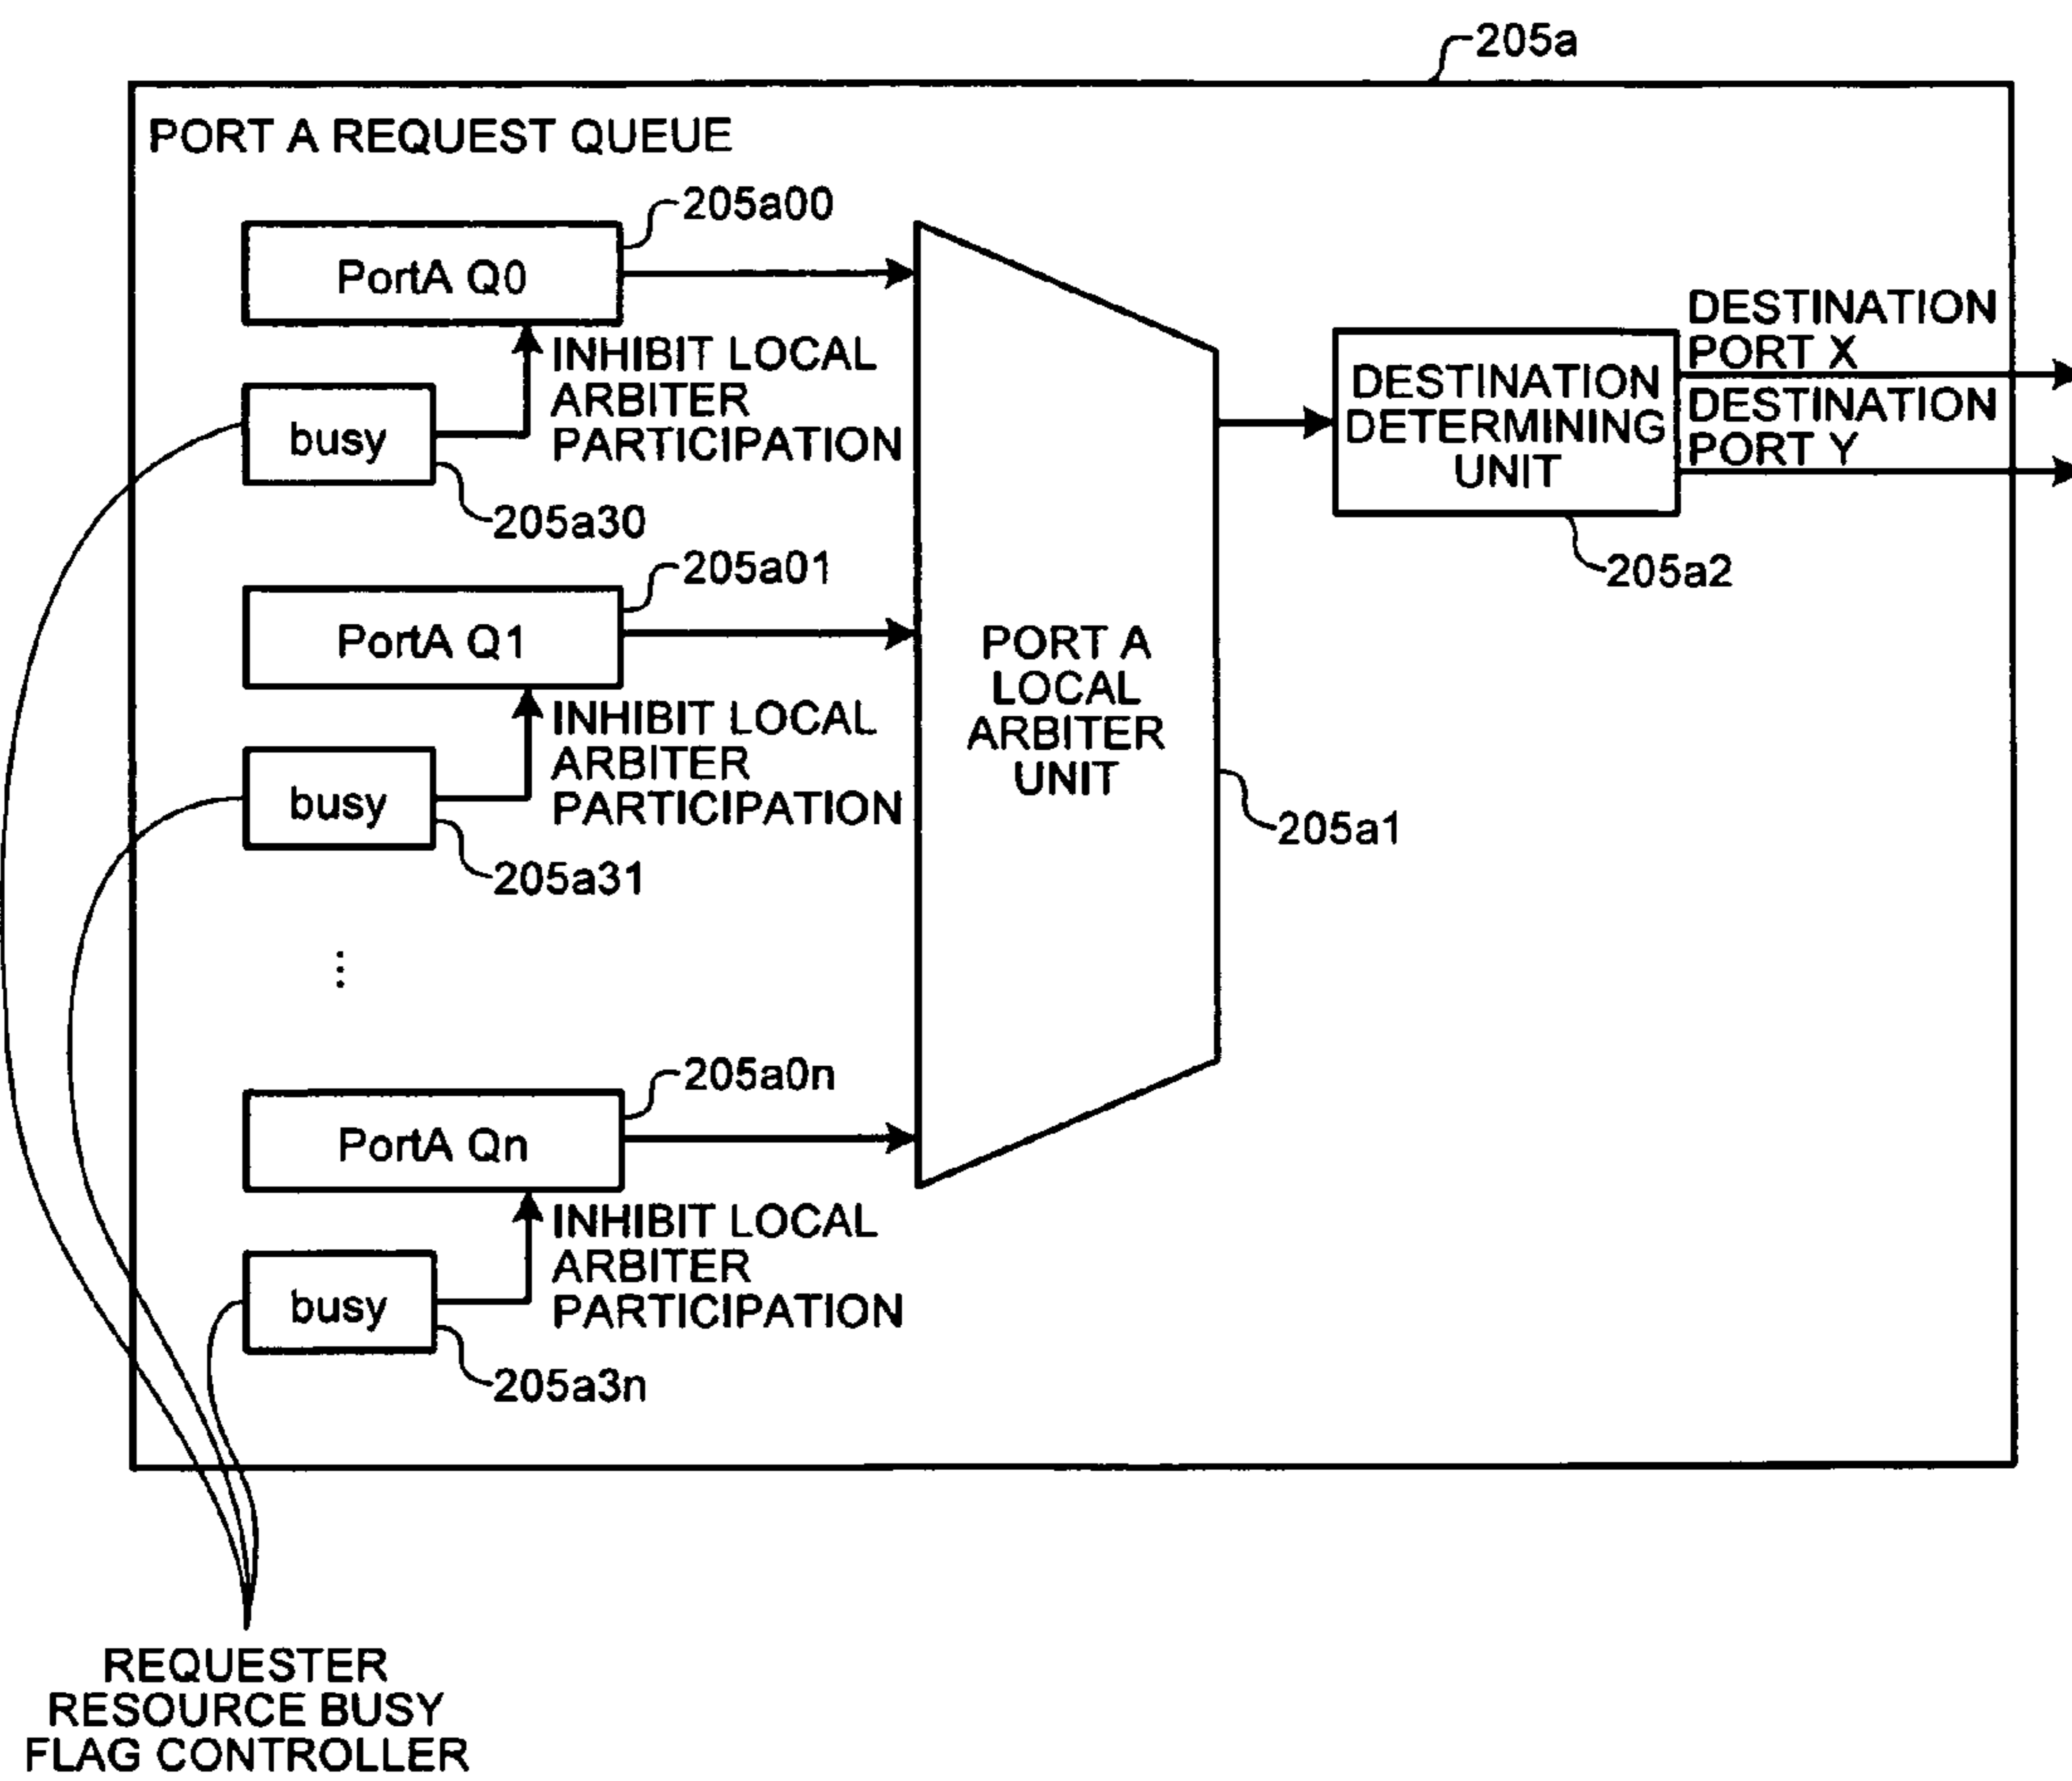 205a
PORT A REQUEST QUEUE
205a00
PortA Q0
INHIBIT LOCAL
ARBITER
PARTICIPATION
busy
205a30
DESTINATION
PORT X
DESTINATION
PORT Y
DESTINATION
DETERMINING
UNIT
205a2
205a01
PortA Q1
INHIBIT LOCAL
ARBITER
PARTICIPATION
busy
205a31
PORT A
LOCAL
ARBITER
UNIT
205a1
⋮
205a0n
PortA Qn
INHIBIT LOCAL
ARBITER
PARTICIPATION
busy
205a3n
REQUESTER
RESOURCE BUSY
FLAG CONTROLLER